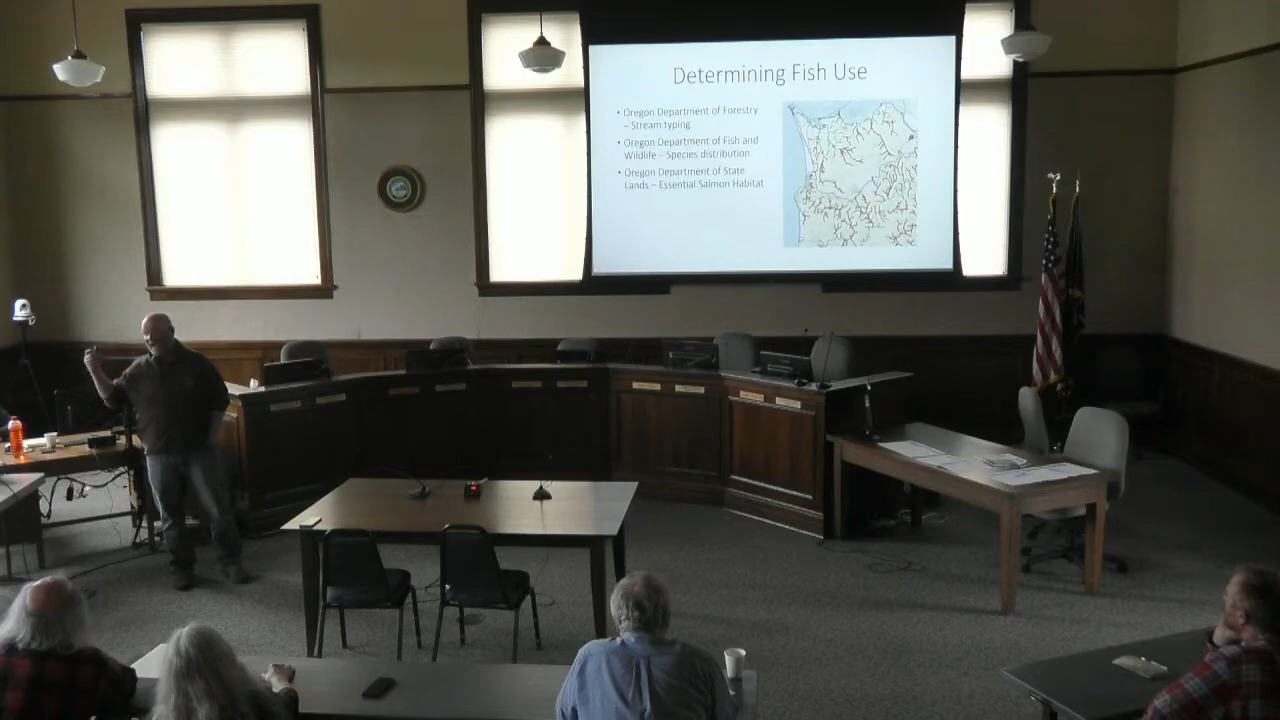 Determining Fish Use
• Oregon Department of Forestry
– Stream typing
• Oregon Department of Fish and
Wildlife – Species distribution
• Oregon Department of State
Lands – Essential Salmon Habitat